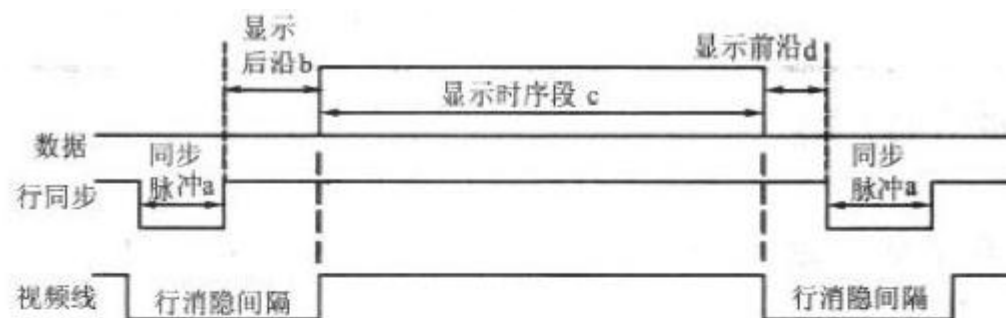 显示
后沿b
显示前沿d
显示时序段 c
数据
同步
脉冲a
同步
脉冲a
行同步
视频线
行消隐间隔
行消隐间隔